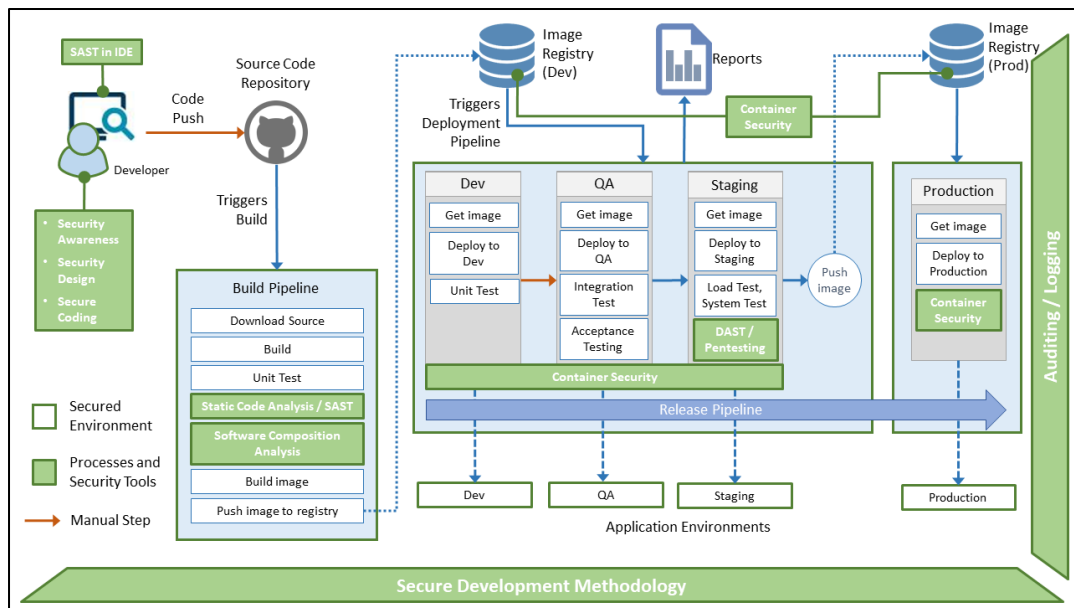 SAST in IDE
Source Code
Repository
Code
Push
Developer
• Security
Awareness
• Security
Design
• Secure
Coding
Triggers
Build
Build Pipeline
Download Source
Build
Unit Test
Static Code Analysis / SAST
Software Composition
Analysis
Build image
Push image to registry
Secured
Environment
Processes and
Security Tools
Manual Step
Image
Registry
(Dev)
Triggers
Deployment
Pipeline
Reports
Container
Security
Image
Registry
(Prod)
Dev
Get image
Deploy to
Dev
Unit Test
QA
Get image
Deploy to
QA
Integration
Test
Acceptance
Testing
Staging
Get image
Deploy to
Staging
Load Test,
System Test
DAST /
Pentesting
Container Security
Push
image
Production
Get image
Deploy to
Production
Container
Security
Release Pipeline
Dev
QA
Staging
Production
Application Environments
Auditing / Logging
Secure Development Methodology